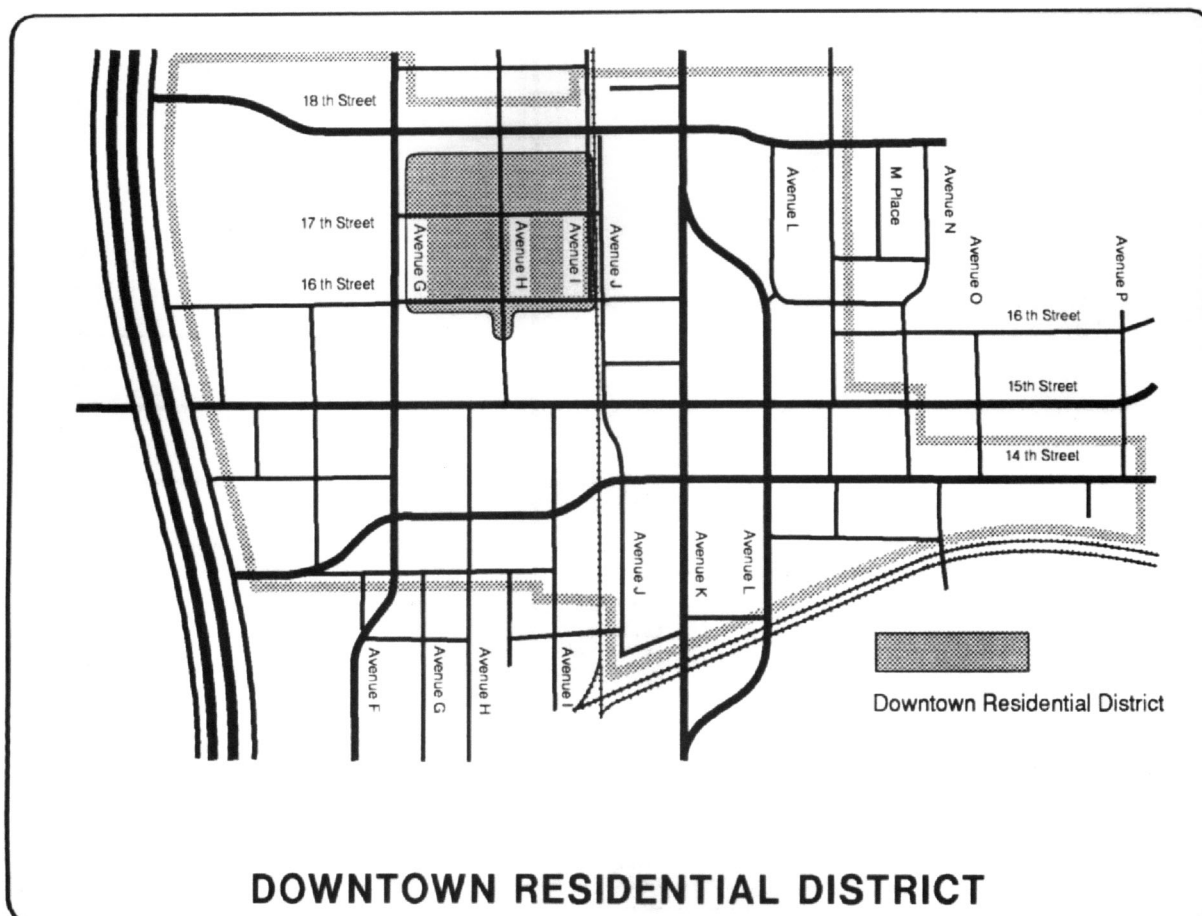 18 th Street
17 th Street
16 th Street
Avenue G
Avenue H
Avenue I
Avenue J
Avenue L
M Place
Avenue N
Avenue O
Avenue P
16 th Street
15th Street
14 th Street
Avenue J
Avenue K
Avenue L
Avenue F
Avenue G
Avenue H
Avenue I
Downtown Residential District
DOWNTOWN RESIDENTIAL DISTRICT